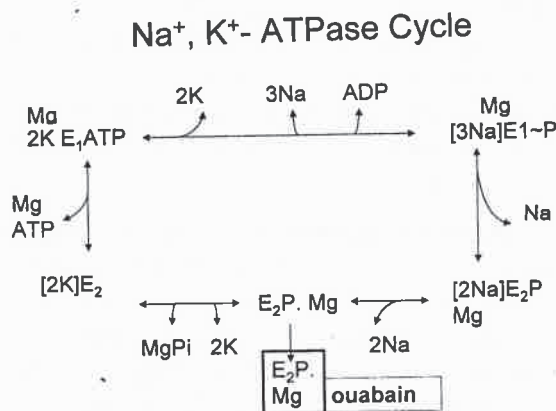 Na⁺, K⁺- ATPase Cycle
2K 3Na ADP
Ma
2K E₁ATP
Mg
[3Na]E1~P
Mg
ATP
Na
[2K]E₂
E₂P. Mg
[2Na]E₂P
Mg
MgPi 2K
2Na
E₂P.
Mg
ouabain